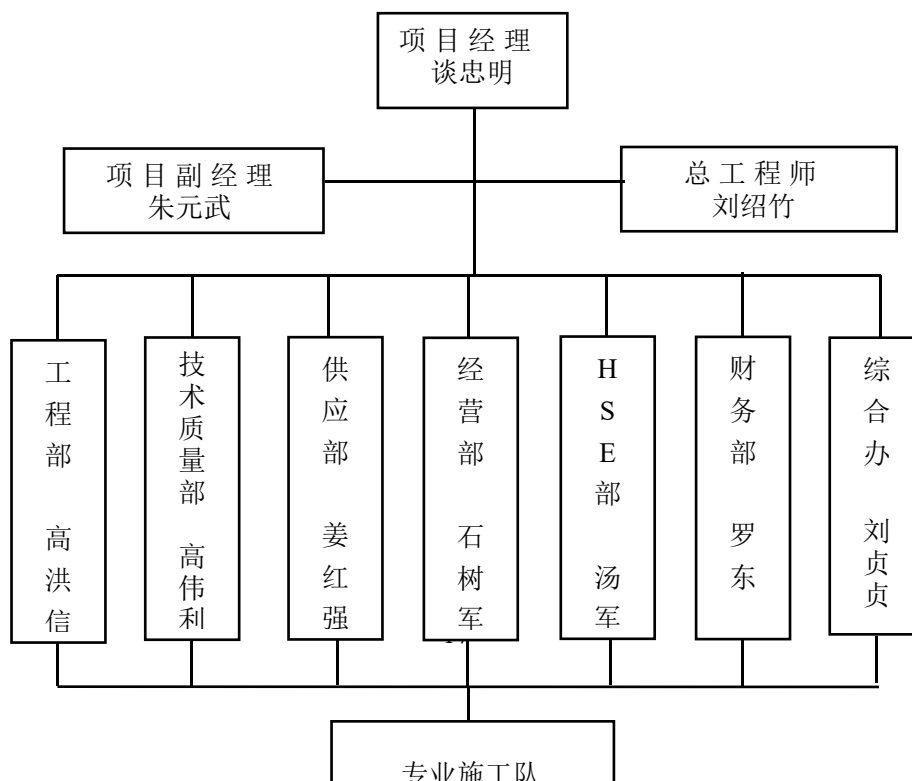 项目经理
谈忠明
项目副经理
朱元武
总工程师
刘绍竹
工程部 高洪信
技术质量部 高伟利
供应部 姜红强
经营部 石树军
HSE部 汤军
财务部 罗东
综合办 刘贞贞
专业施工队